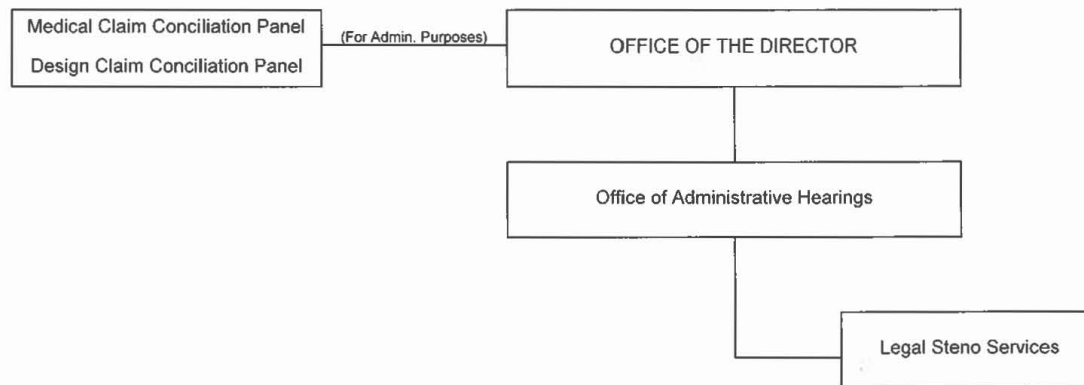 Medical Claim Conciliation Panel
Design Claim Conciliation Panel
(For Admin. Purposes)
OFFICE OF THE DIRECTOR
Office of Administrative Hearings
Legal Steno Services